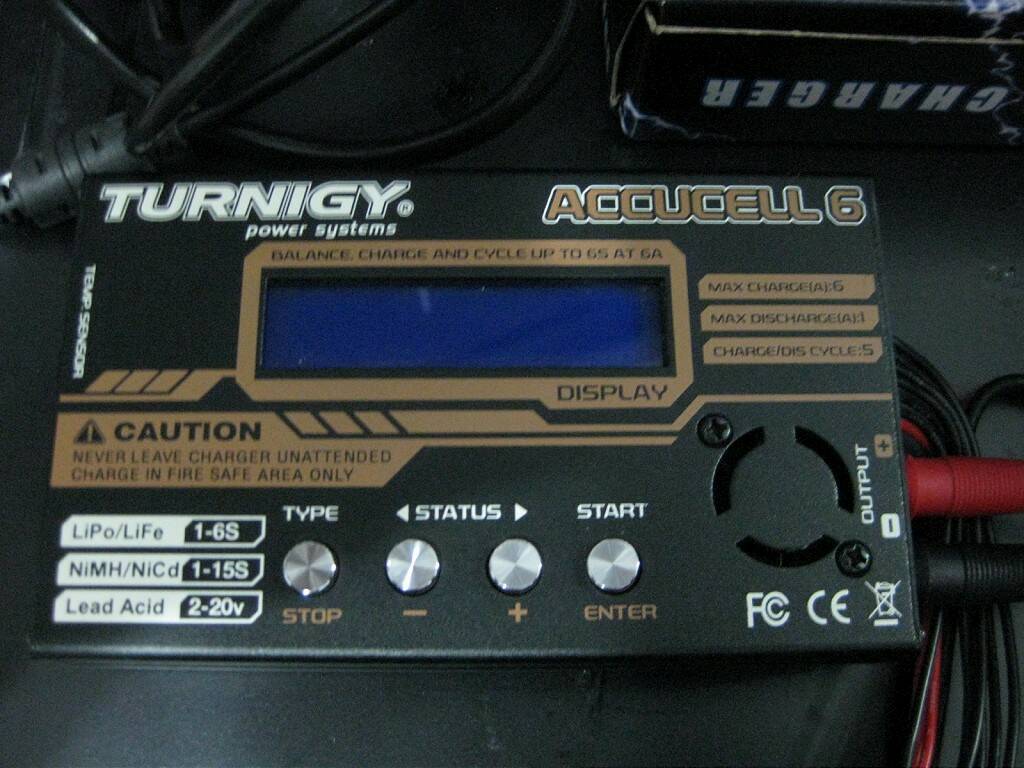 CHARGER
TURNIGY®
power systems
ACCUCELL 6
BALANCE, CHARGE AND CYCLE UP TO 6S AT 6A
TEMP.SENSOR
MAX CHARGE(A):6
MAX DISCHARGE(A):1
CHARGE/DIS CYCLE:5
DISPLAY
CAUTION
NEVER LEAVE CHARGER UNATTENDED
CHARGE IN FIRE SAFE AREA ONLY
OUTPUT
+
-
LiPo/LiFe 1-6S
NiMH/NiCd 1-15S
Lead Acid 2-20v
TYPE
◀ STATUS ▶
START
STOP
-
+
ENTER
FC CE